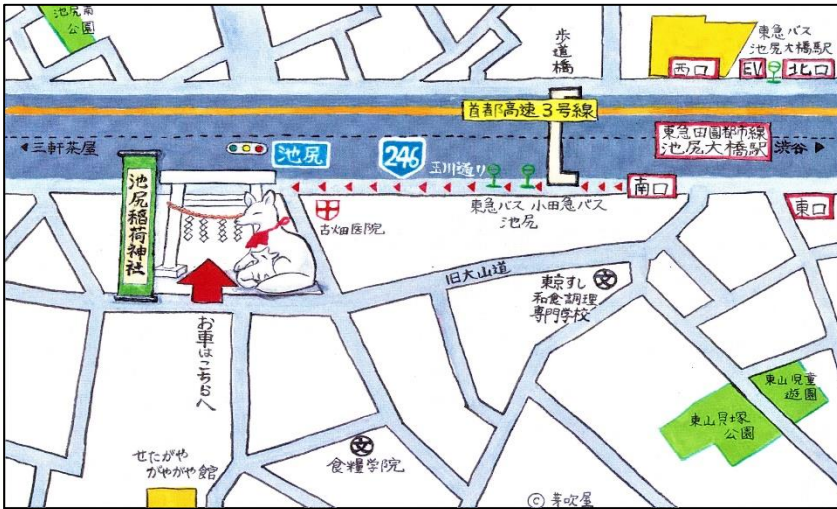 池尻南
公園
歩道橋
東急バス
池尻大橋駅
西口
EV
北口
首都高速3号線
東急田園都市線
池尻大橋駅
◀三軒茶屋
渋谷▶
池尻
246
玉川通り
池尻稲荷神社
南口
東口
古畑医院
東急バス 小田急バス
池尻
旧大山道
文
東京すし
和食調理
専門学校
お車はこちらへ
東山児童
遊園
東山貝塚
公園
せたがや
がやがや館
文
食糧学院
© 芽吹屋